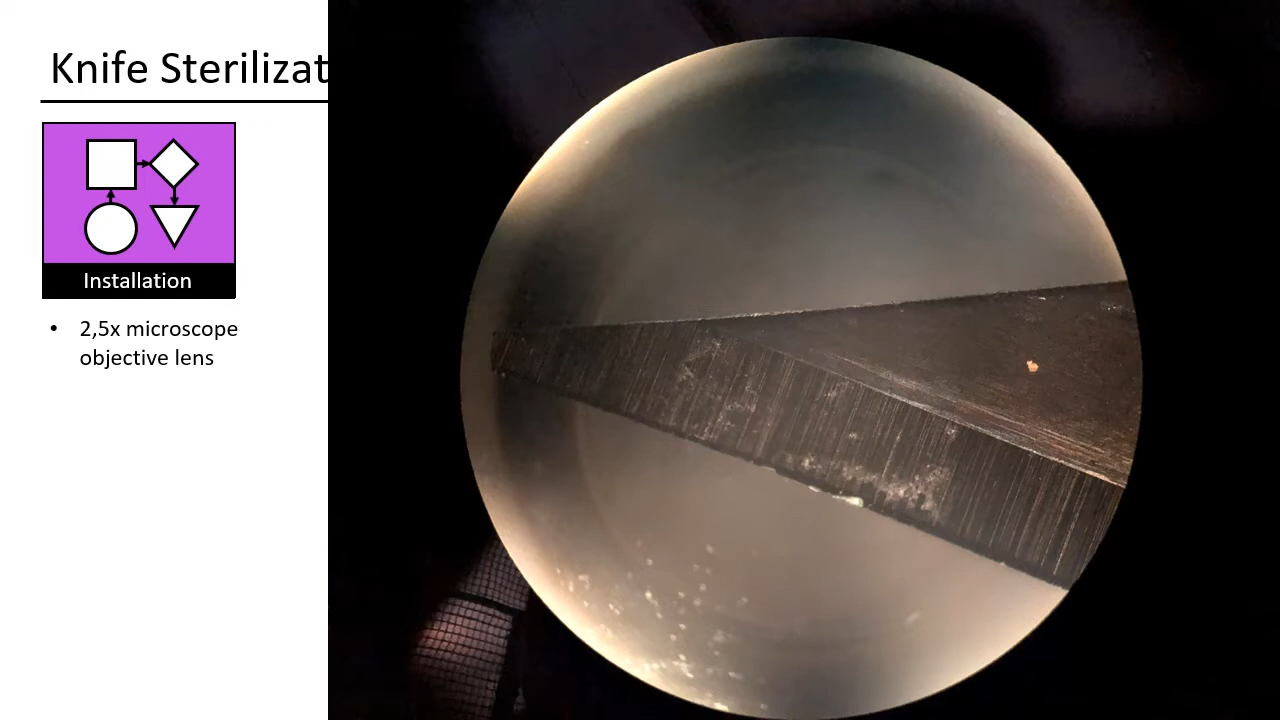 Knife Sterilizat
Installation
• 2,5x microscope
objective lens